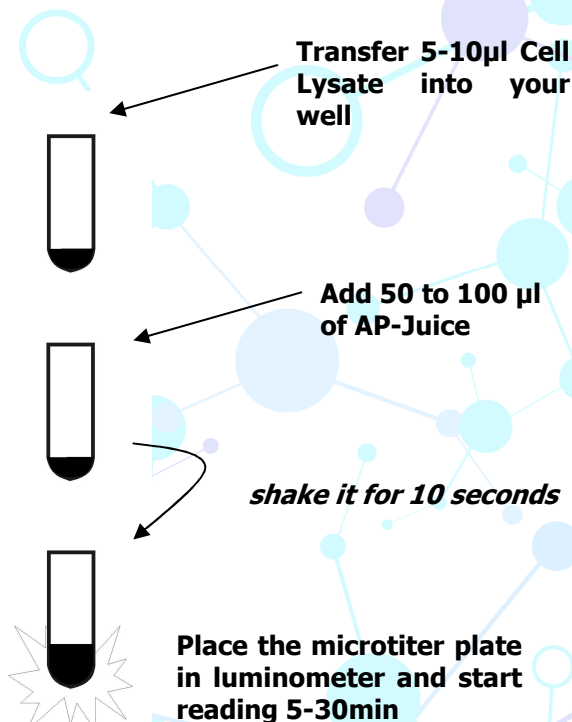 Transfer 5-10µl Cell
Lysate into your
well
Add 50 to 100 µl
of AP-Juice
shake it for 10 seconds
Place the microtiter plate
in luminometer and start
reading 5-30min